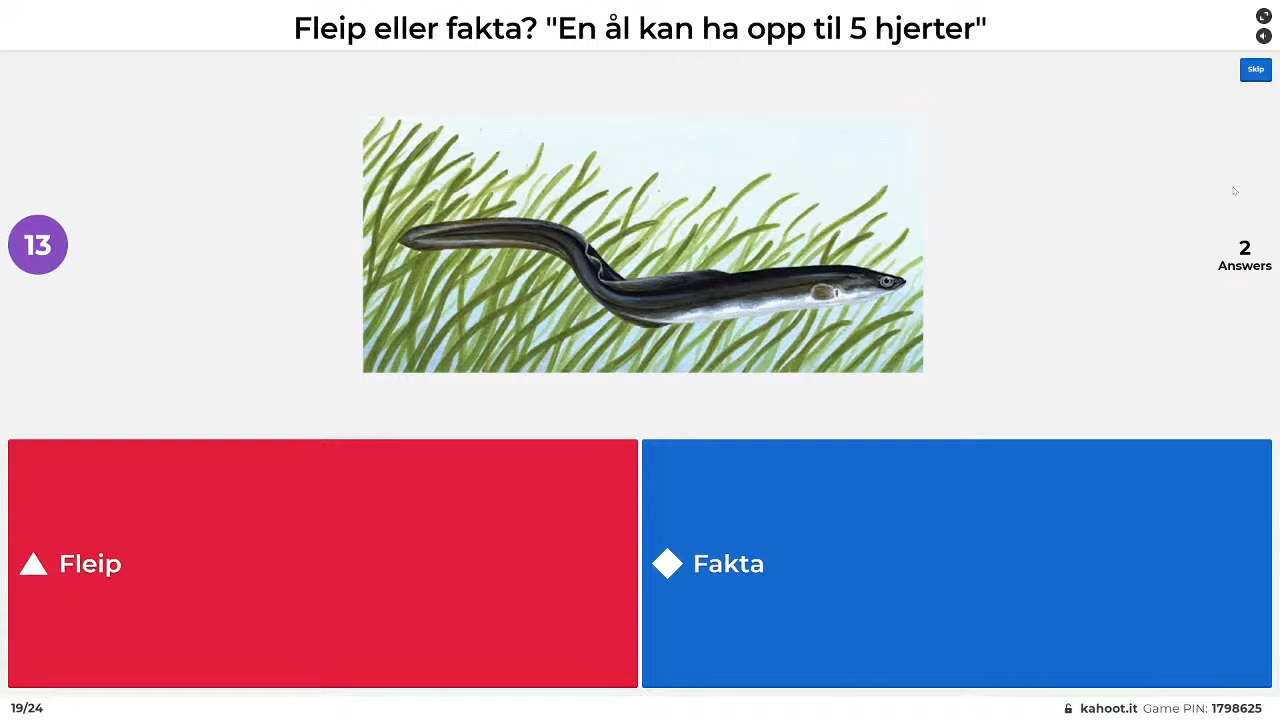 Fleip eller fakta? "En ål kan ha opp til 5 hjerter"
Skip
13
2
Answers
Fleip
Fakta
19/24
kahoot.it Game PIN: 1798625